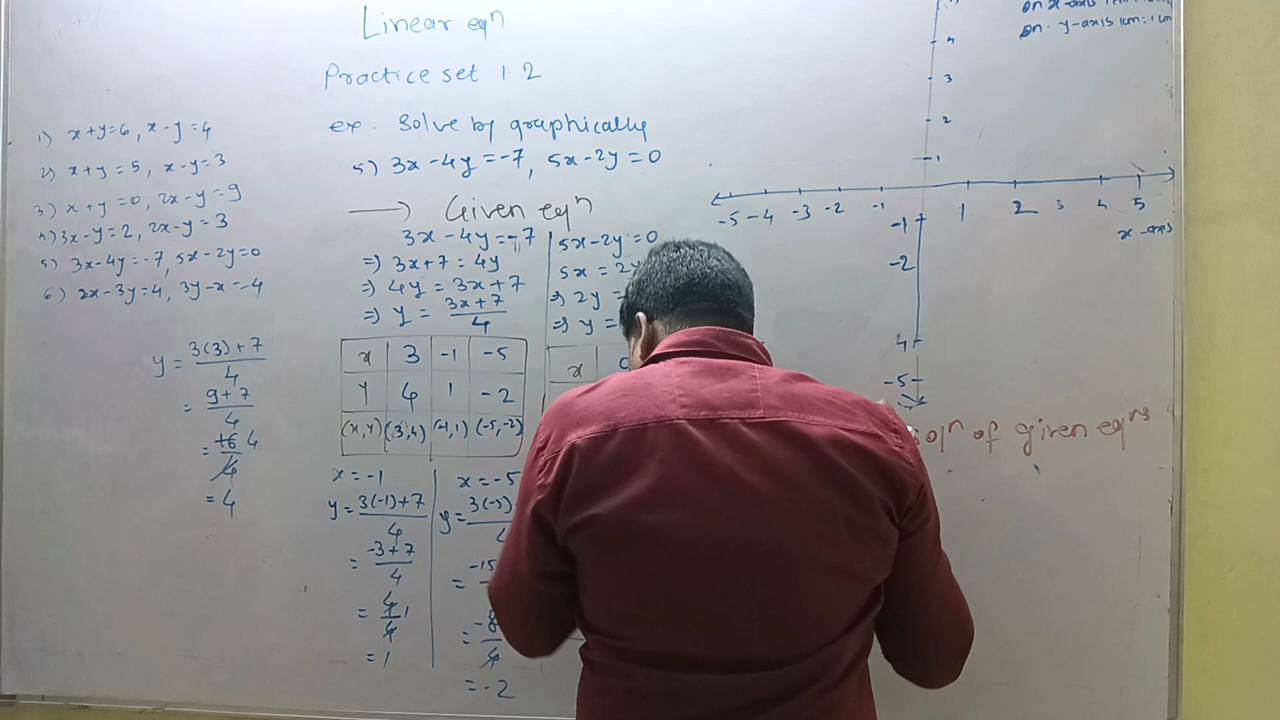 Linear eqⁿ
Practice set 1.2
ex. Solve by graphically
5) 3x-4y=-7, 5x-2y=0
1) x+y=6, x-y=4
2) x+y=5, x-y=3
3) x+y=0, 2x-y=9
4) 3x-y=2, 2x-y=3
5) 3x-4y=-7, 5x-2y=0
6) 2x-3y=4, 3y-x=-4
y = 3(3)+7 / 4
= 9+7 / 4
= 16 / 4 4
= 4
→ Given eqⁿ
3x-4y=-7
⇒ 3x+7=4y
⇒ 4y=3x+7
⇒ y = 3x+7 / 4
x 3 -1 -5
Y 4 1 -2
(x,Y) (3,4) (-1,1) (-5,-2)
x=-1
y = 3(-1)+7 / 4
= -3+7 / 4
= 4 / 4 1
= 1
x=-5
y = 3(-5)
-15
=
= -8 / 4
= -2
5x-2y=0
5x=2y
⇒ 2y=
⇒ y=
x 0
on x-axis 1cm
on y-axis 1cm:1cm
4
3
2
1
-5 -4 -3 -2 -1 1 2 3 4 5
x-axis
-1
-2
4
-5
of given eqⁿˢ